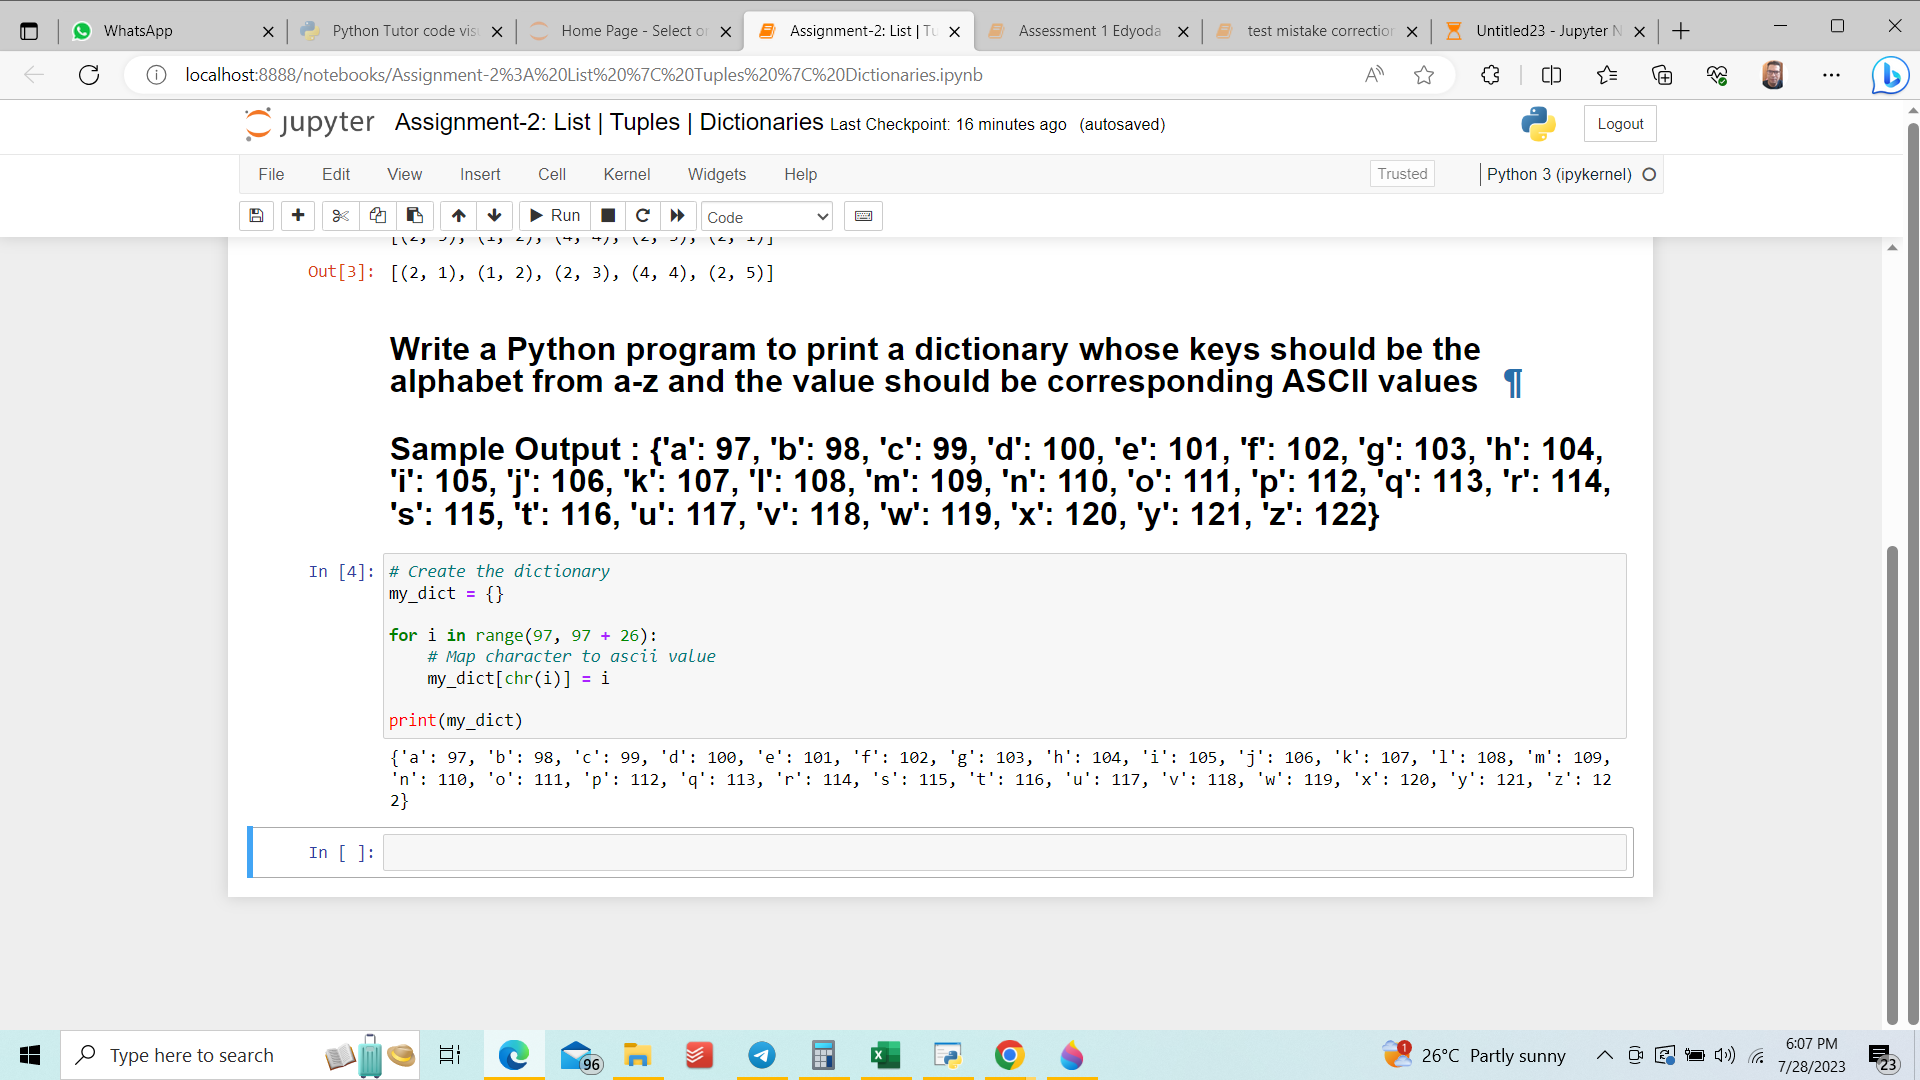 WhatsApp
Python Tutor code vis
Home Page - Select or
Assignment-2: List | Tu
Assessment 1 Edyoda
test mistake correction
Untitled23 - Jupyter N
localhost:8888/notebooks/Assignment-2%3A%20List%20%7C%20Tuples%20%7C%20Dictionaries.ipynb
jupyter Assignment-2: List | Tuples | Dictionaries Last Checkpoint: 16 minutes ago (autosaved)
Logout
File Edit View Insert Cell Kernel Widgets Help
Trusted
Python 3 (ipykernel)
Run
Code
Out[3]: [(2, 1), (1, 2), (2, 3), (4, 4), (2, 5)]
Write a Python program to print a dictionary whose keys should be the
alphabet from a-z and the value should be corresponding ASCII values ¶
Sample Output : {'a': 97, 'b': 98, 'c': 99, 'd': 100, 'e': 101, 'f': 102, 'g': 103, 'h': 104,
'i': 105, 'j': 106, 'k': 107, 'l': 108, 'm': 109, 'n': 110, 'o': 111, 'p': 112, 'q': 113, 'r': 114,
's': 115, 't': 116, 'u': 117, 'v': 118, 'w': 119, 'x': 120, 'y': 121, 'z': 122}
In [4]: # Create the dictionary
my_dict = {}
for i in range(97, 97 + 26):
    # Map character to ascii value
    my_dict[chr(i)] = i
print(my_dict)
{'a': 97, 'b': 98, 'c': 99, 'd': 100, 'e': 101, 'f': 102, 'g': 103, 'h': 104, 'i': 105, 'j': 106, 'k': 107, 'l': 108, 'm': 109,
'n': 110, 'o': 111, 'p': 112, 'q': 113, 'r': 114, 's': 115, 't': 116, 'u': 117, 'v': 118, 'w': 119, 'x': 120, 'y': 121, 'z': 12
2}
In [ ]:
Type here to search
96
1
26°C Partly sunny
6:07 PM
7/28/2023
23